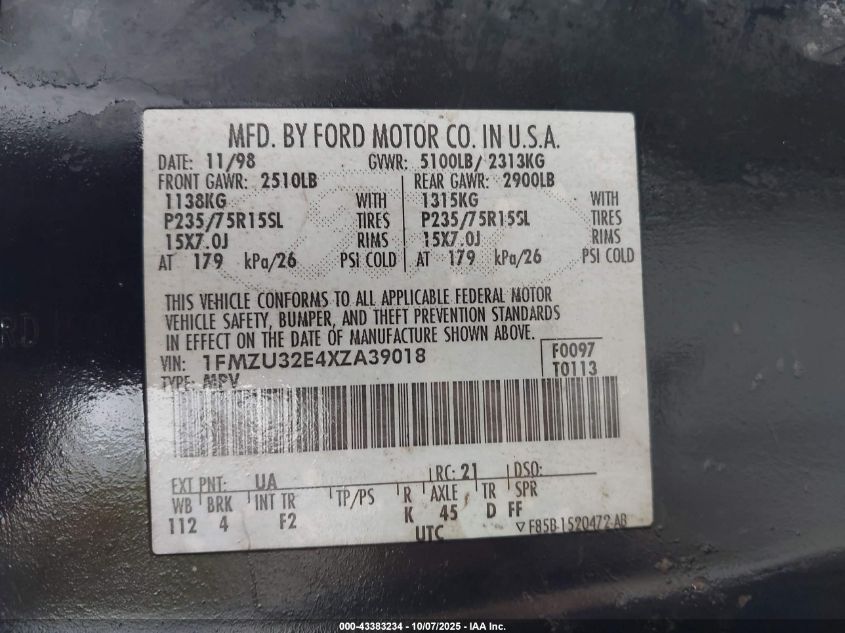 MFD. BY FORD MOTOR CO. IN U.S.A.
DATE: 11/98 GVWR: 5100LB/ 2313KG
FRONT GAWR: 2510LB REAR GAWR: 2900LB
1138KG WITH 1315KG WITH
P235/75R15SL TIRES P235/75R15SL TIRES
15X7.0J RIMS 15X7.0J RIMS
AT 179 kPa/26 PSI COLD AT 179 kPa/26 PSI COLD
THIS VEHICLE CONFORMS TO ALL APPLICABLE FEDERAL MOTOR
VEHICLE SAFETY, BUMPER, AND THEFT PREVENTION STANDARDS
IN EFFECT ON THE DATE OF MANUFACTURE SHOWN ABOVE.
VIN: 1FMZU32E4XZA39018 F0097
TYPE: MPV T0113
EXT PNT: UA RC: 21 DSO:
WB BRK INT TR TP/PS R AXLE TR SPR
112 4 F2 K 45 D FF
UTC ▽ F85B-1520472-AB
000-43383234 - 10/07/2025 - IAA Inc.